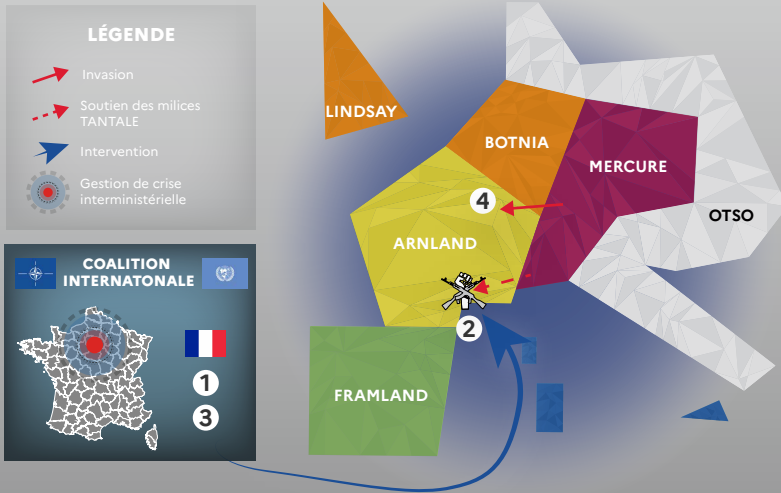 LÉGENDE
Invasion
Soutien des milices
TANTALE
Intervention
Gestion de crise
interministérielle
COALITION
INTERNATONALE
1
3
LINDSAY
BOTNIA
MERCURE
4
OTSO
ARNLAND
2
FRAMLAND